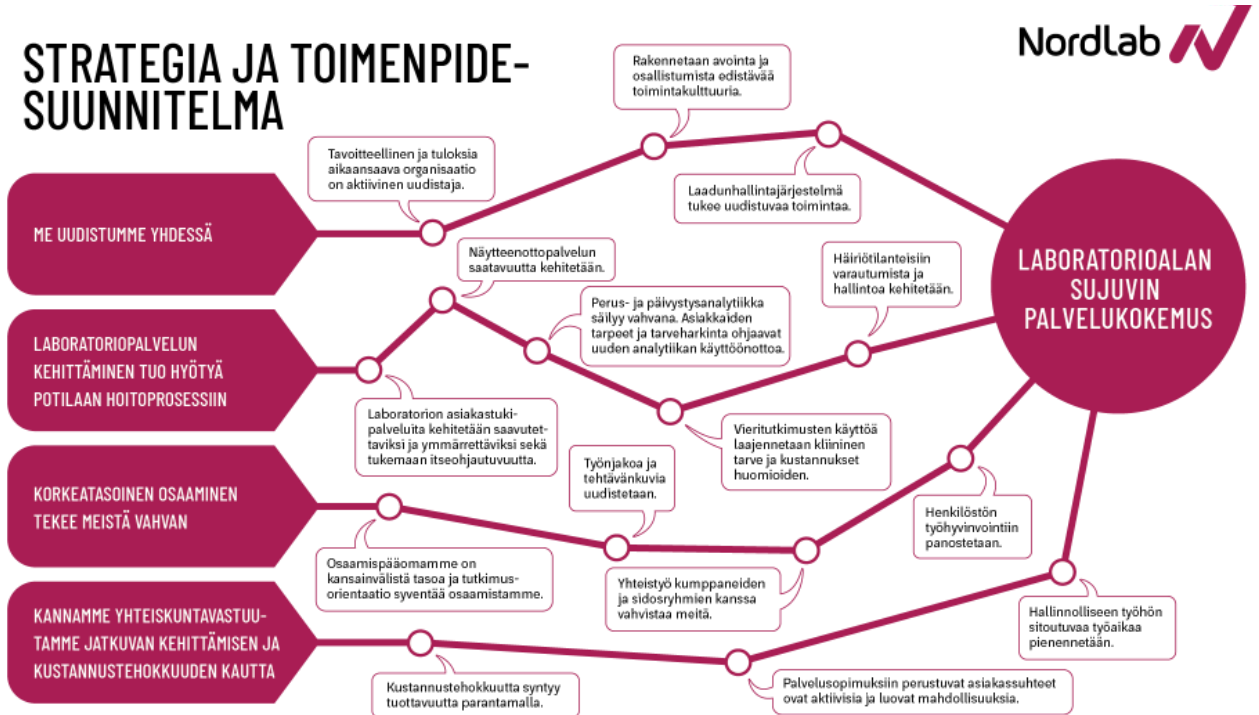 STRATEGIA JA TOIMENPIDE-
SUUNNITELMA
NordLab
ME UUDISTUMME YHDESSÄ
Tavoitteellinen ja tuloksia
aikaansaava organisaatio
on aktiivinen uudistaja.
Rakennetaan avointa ja
osallistumista edistävää
toimintakulttuuria.
Laadunhallintajärjestelmä
tukee uudistuvaa toimintaa.
LABORATORIOPALVELUN
KEHITTÄMINEN TUO HYÖTYÄ
POTILAAN HOITOPROSESSIIN
Laboratorion asiakastuki-
palveluita kehitetään saavutet-
taviksi ja ymmärrettäviksi sekä
tukemaan itseohjautuvuutta.
Näytteenottopalvelun
saatavuutta kehitetään.
Perus- ja päivystysanalytiikka
säilyy vahvana. Asiakkaiden
tarpeet ja tarveharkinta ohjaavat
uuden analytiikan käyttöönottoa.
Vieritutkimusten käyttöä
laajennetaan kliininen
tarve ja kustannukset
huomioiden.
Häiriötilanteisiin
varautumista ja
hallintoa kehitetään.
KORKEATASOINEN OSAAMINEN
TEKEE MEISTÄ VAHVAN
Osaamispääomamme on
kansainvälistä tasoa ja tutkimus-
orientaatio syventää osaamistamme.
Työnjakoa ja
tehtävänkuvia
uudistetaan.
Yhteistyö kumppaneiden
ja sidosryhmien kanssa
vahvistaa meitä.
Henkilöstön
työhyvinvointiin
panostetaan.
KANNAMME YHTEISKUNTAVASTUU-
TAMME JATKUVAN KEHITTÄMISEN JA
KUSTANNUSTEHOKKUUDEN KAUTTA
Kustannustehokkuutta syntyy
tuottavuutta parantamalla.
Palvelusopimuksiin perustuvat asiakassuhteet
ovat aktiivisia ja luovat mahdollisuuksia.
Hallinnolliseen työhön
sitoutuvaa työaikaa
pienennetään.
LABORATORIOALAN
SUJUVIN
PALVELUKOKEMUS